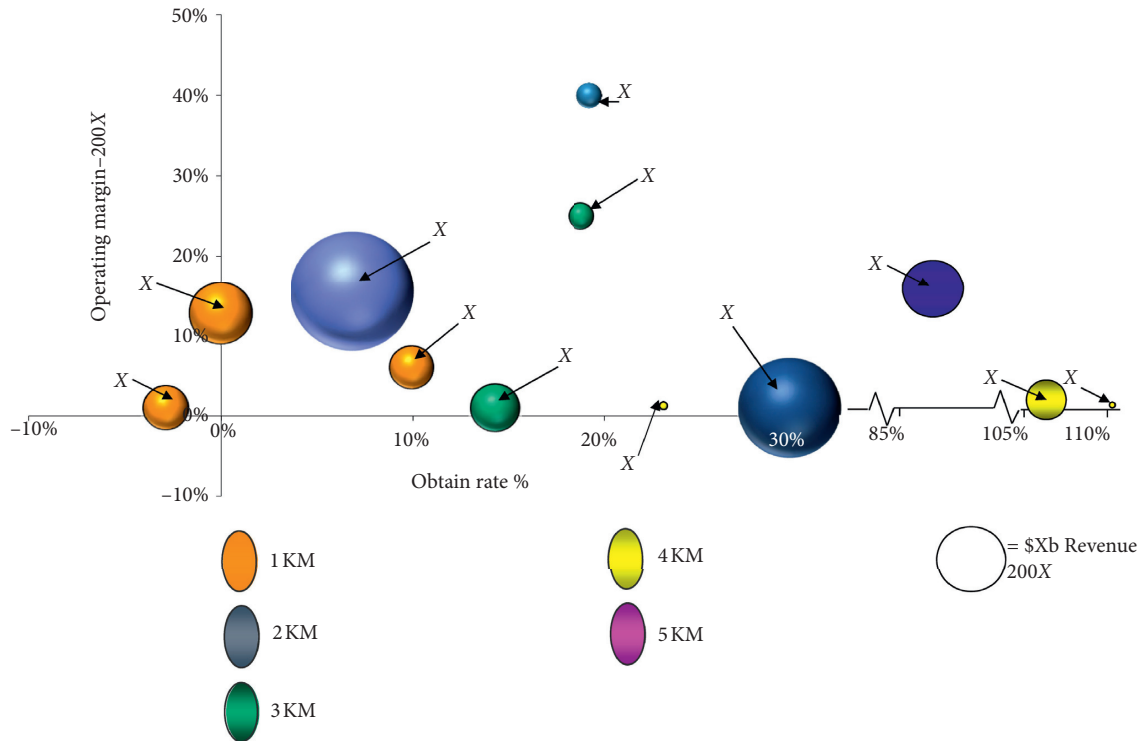 50%
40%
30%
20%
10%
0%
−10%
Operating margin−200X
X
X
X
X
X
X
X
X
X
X
X
X
−10%
0%
10%
20%
30%
85%
105%
110%
Obtain rate %
1 KM
2 KM
3 KM
4 KM
5 KM
= $Xb Revenue
200X